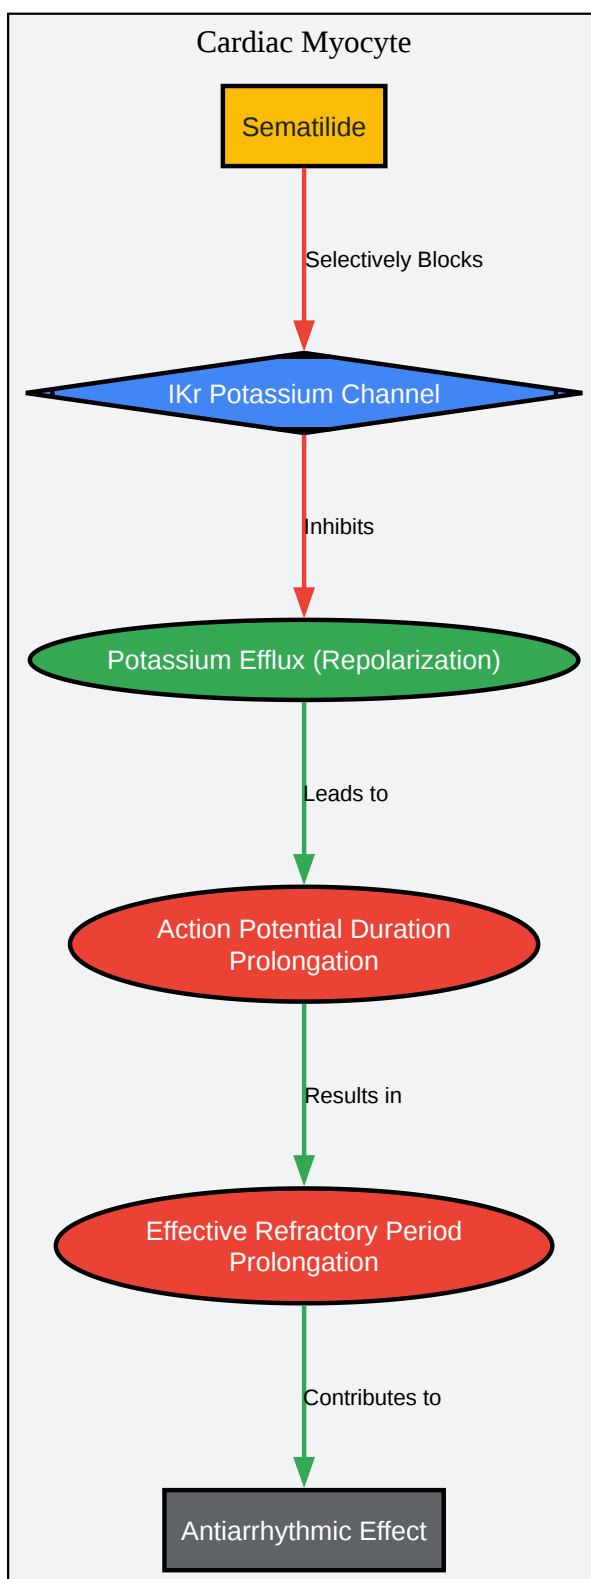 Cardiac Myocyte
Sematilide
Selectively Blocks
IKr Potassium Channel
Inhibits
Potassium Efflux (Repolarization)
Leads to
Action Potential Duration
Prolongation
Results in
Effective Refractory Period
Prolongation
Contributes to
Antiarrhythmic Effect